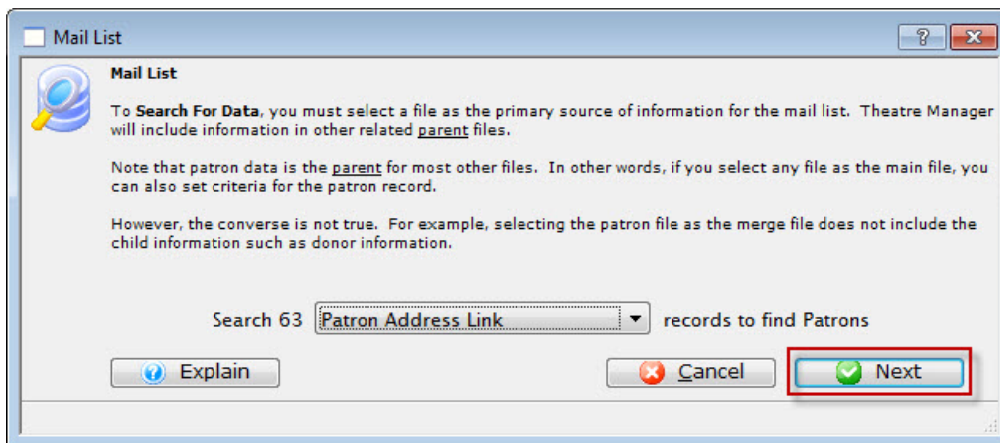 Mail List
Mail List
To Search For Data, you must select a file as the primary source of information for the mail list. Theatre Manager
will include information in other related parent files.
Note that patron data is the parent for most other files. In other words, if you select any file as the main file, you
can also set criteria for the patron record.
However, the converse is not true. For example, selecting the patron file as the merge file does not include the
child information such as donor information.
Search 63 Patron Address Link records to find Patrons
Explain Cancel Next